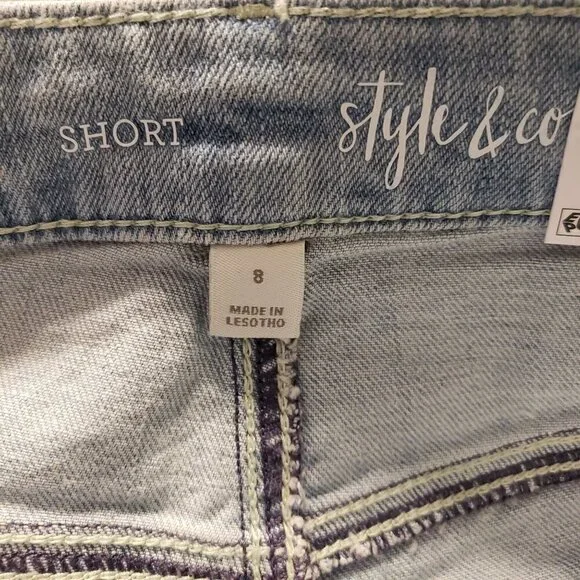 SHORT
style & co
8
MADE IN
LESOTHO